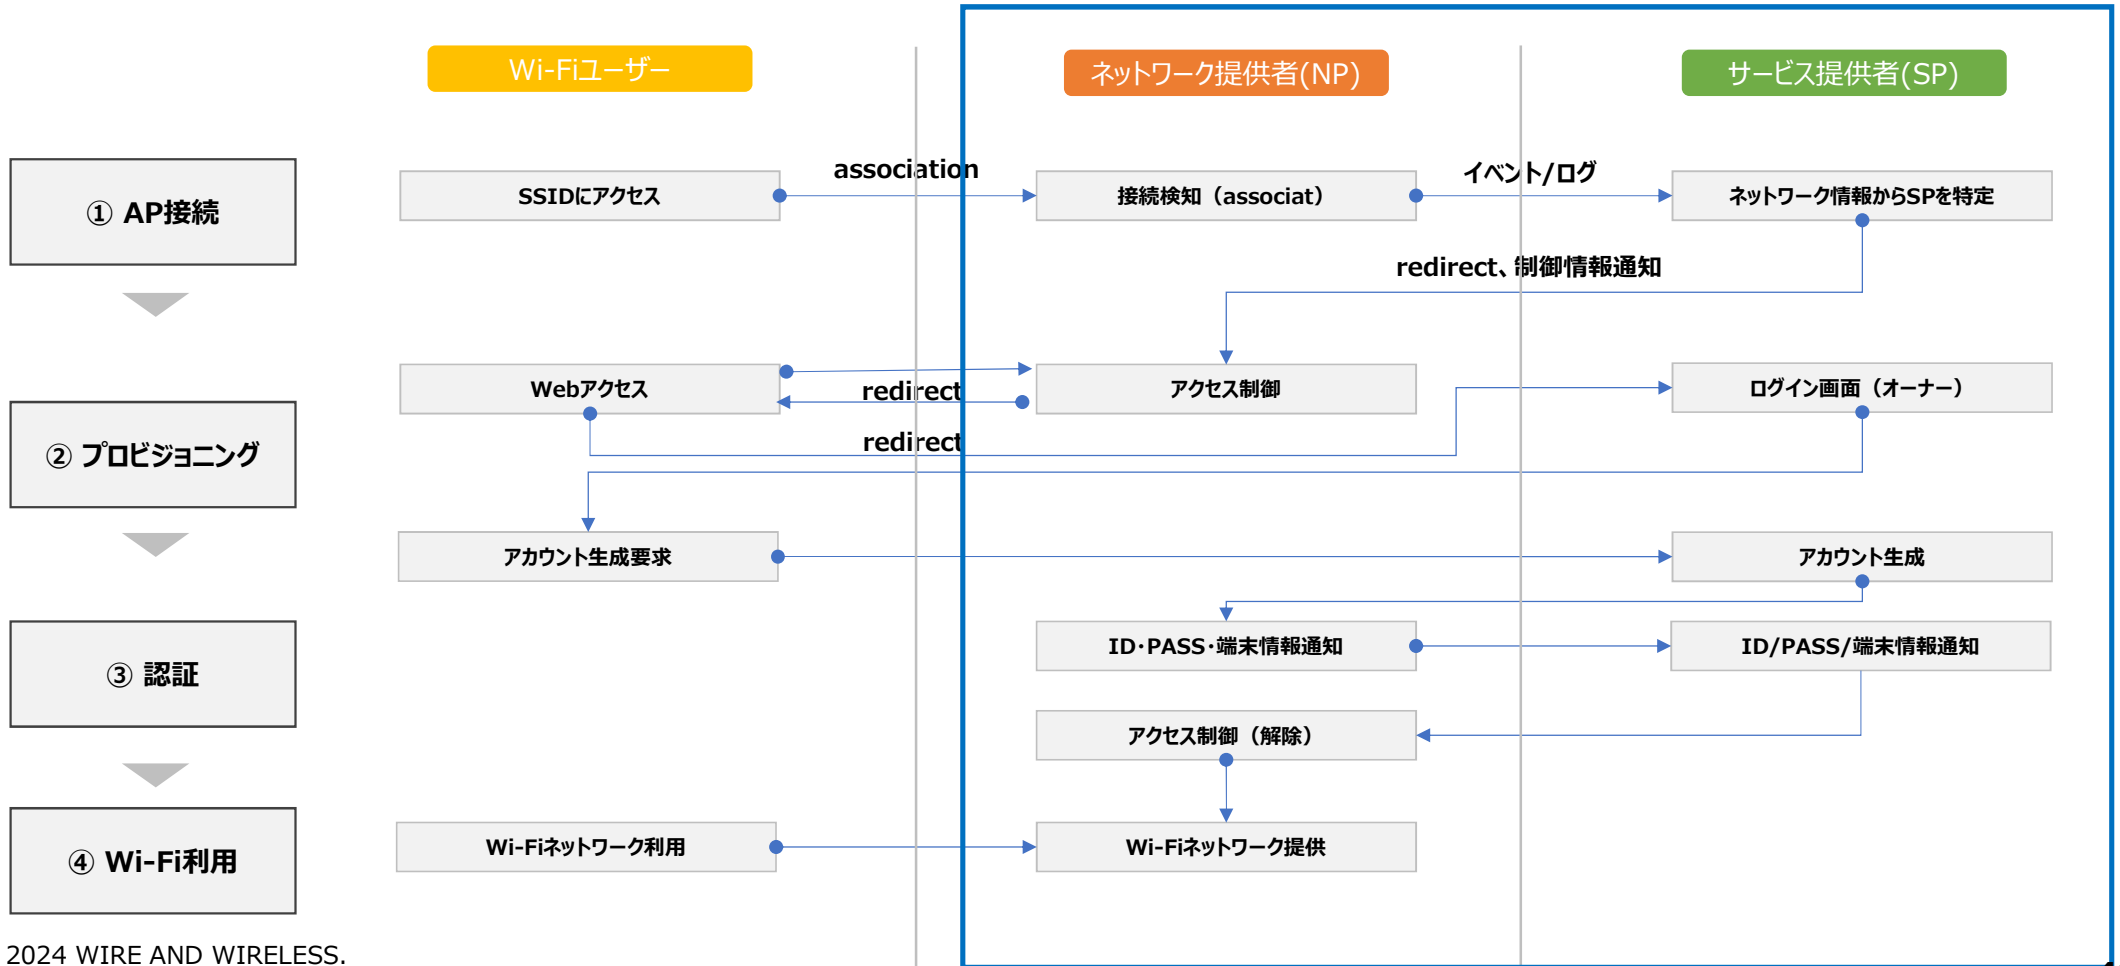 Wi-Fiユーザー
ネットワーク提供者(NP)
サービス提供者(SP)
① AP接続
SSIDにアクセス
association
接続検知（associat）
イベント/ログ
ネットワーク情報からSPを特定
redirect、制御情報通知
② プロビジョニング
Webアクセス
redirect
アクセス制御
ログイン画面（オーナー）
redirect
アカウント生成要求
アカウント生成
③ 認証
ID・PASS・端末情報通知
ID/PASS/端末情報通知
アクセス制御（解除）
④ Wi-Fi利用
Wi-Fiネットワーク利用
Wi-Fiネットワーク提供
2024 WIRE AND WIRELESS.